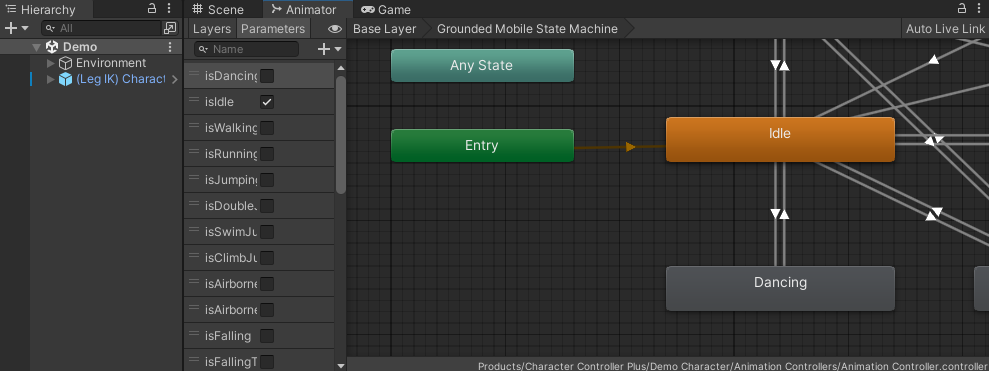 Hierarchy
All
Demo
Environment
(Leg IK) Charact
Scene
Animator
Game
Layers
Parameters
Base Layer
Grounded Mobile State Machine
Auto Live Link
Name
isDancing
isIdle
isWalking
isRunning
isJumping
isDoubleJ
isSwimJu
isClimbJu
isAirborne
isAirborne
isFalling
isFallingT
Any State
Entry
Idle
Dancing
Products/Character Controller Plus/Demo Character/Animation Controllers/Animation Controller.controller